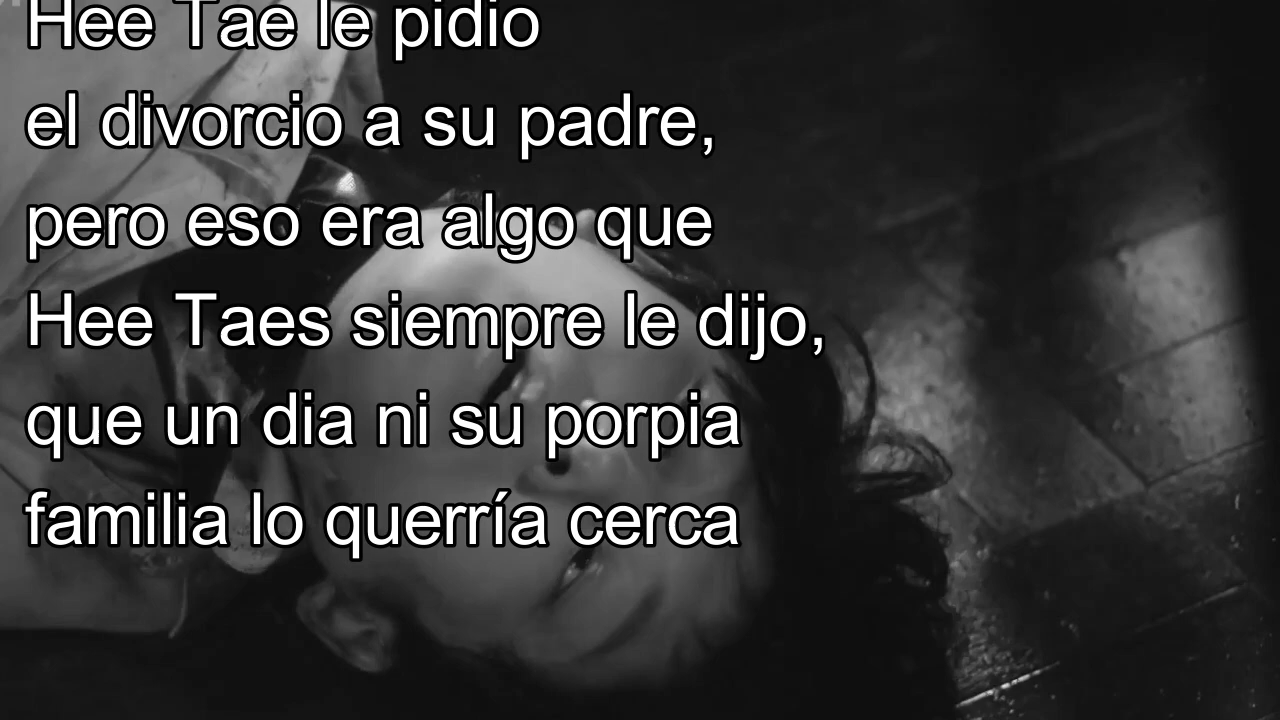 Hee Tae le pidio
el divorcio a su padre,
pero eso era algo que
Hee Taes siempre le dijo,
que un dia ni su porpia
familia lo querría cerca